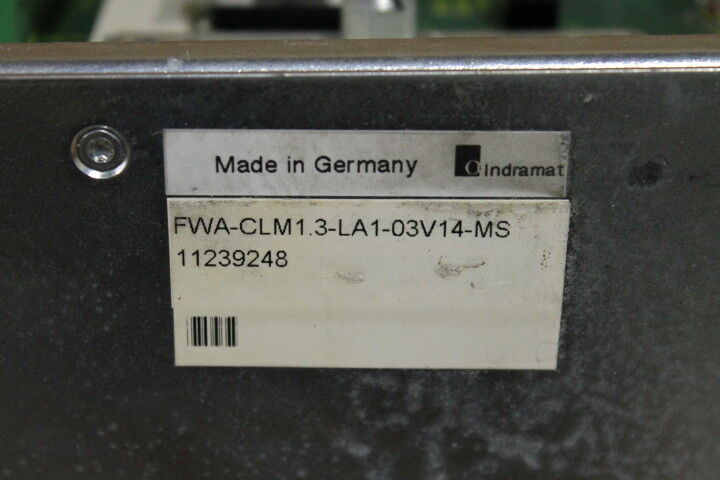 Made in Germany Indramat
FWA-CLM1.3-LA1-03V14-MS
11239248